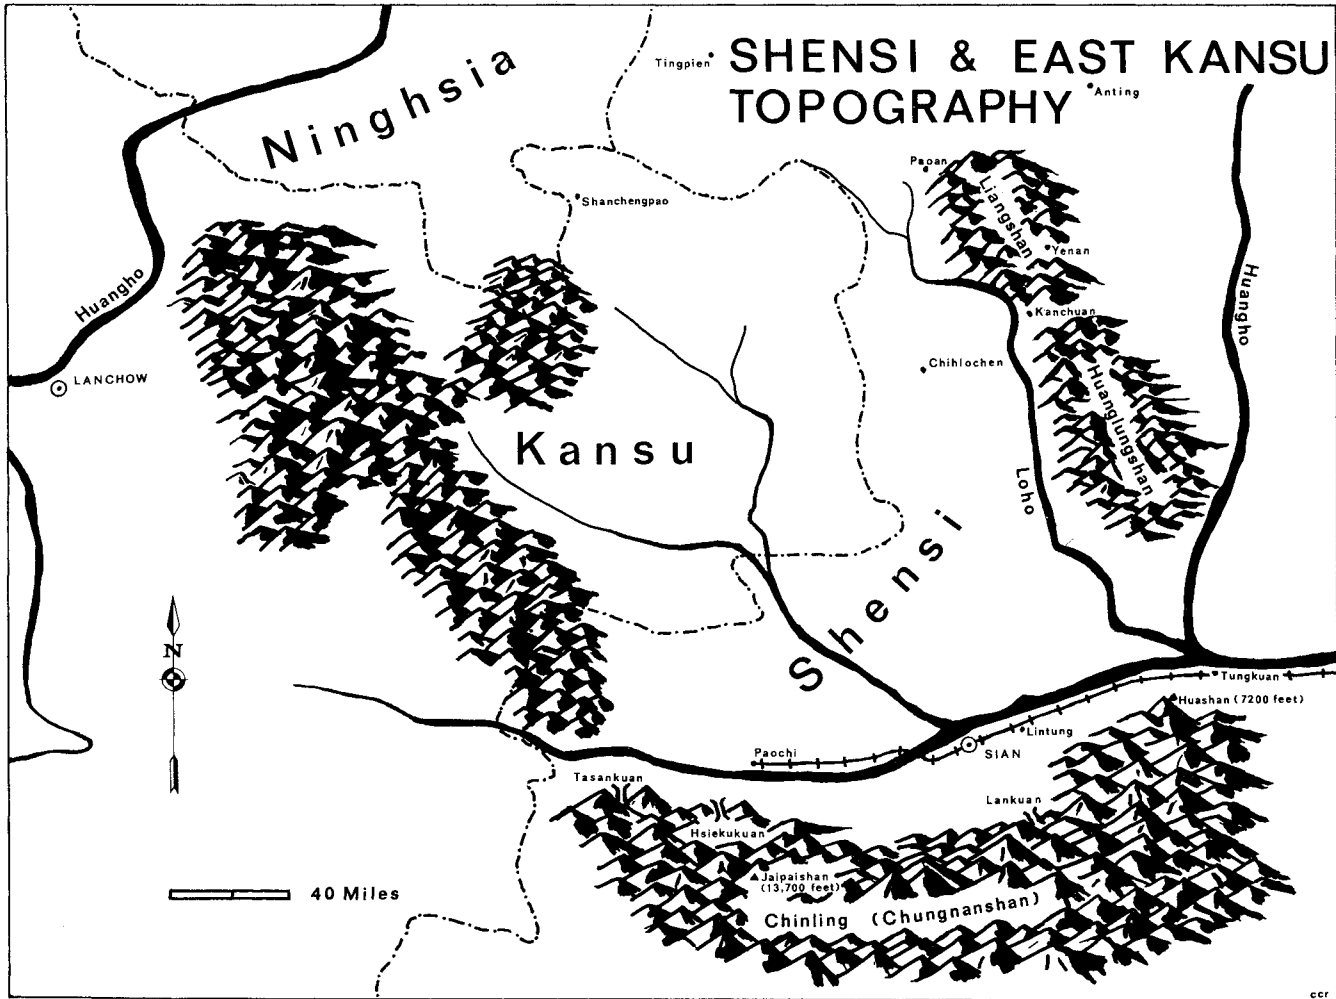 SHENSI & EAST KANSU
TOPOGRAPHY
Tingpien
Anting
Ninghsia
Paoan
Liangshan
Shanchengpao
Yenan
Huangho
Huangho
Kanchuan
LANCHOW
Chihlochen
Huanglungshan
Kansu
Loho
Shensi
N
Tungkuan
Huashan (7200 feet)
Lintung
Paochi
SIAN
Tasankuan
Lankuan
Hsiekukuan
Jaipaishan
(13,700 feet)
40 Miles
Chinling (Chungnanshan)
ccr